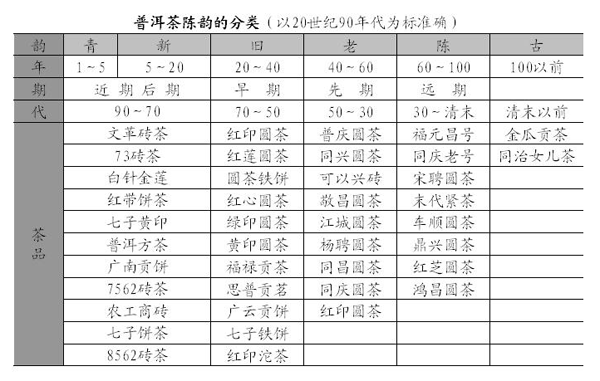 普洱茶陈韵的分类（以20世纪90年代为标准确）
韵 青 新 旧 老 陈 古
年 1～5 5～20 20～40 40～60 60～100 100以前
期 近期后期 早期 先期 远期
代 90～70 70～50 50～30 30～清末 清末以前
茶品
文革砖茶 红印圆茶 普庆圆茶 福元昌号 金瓜贡茶
73砖茶 红莲圆茶 同兴圆茶 同庆老号 同治女儿茶
白针金莲 圆茶铁饼 可以兴砖 宋聘圆茶
红带饼茶 红心圆茶 敬昌圆茶 末代紧茶
七子黄印 绿印圆茶 江城圆茶 车顺圆茶
普洱方茶 黄印圆茶 杨聘圆茶 鼎兴圆茶
广南贡饼 福禄贡茶 同昌圆茶 红芝圆茶
7562砖茶 思普贡茗 同庆圆茶 鸿昌圆茶
农工商砖 广云贡饼 红印圆茶
七子饼茶 七子铁饼
8562砖茶 红印沱茶